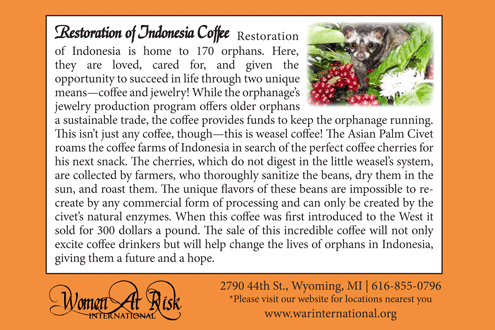 Restoration of Indonesia Coffee Restoration
of Indonesia is home to 170 orphans. Here,
they are loved, cared for, and given the
opportunity to succeed in life through two unique
means—coffee and jewelry! While the orphanage's
jewelry production program offers older orphans
a sustainable trade, the coffee provides funds to keep the orphanage running.
This isn't just any coffee, though—this is weasel coffee! The Asian Palm Civet
roams the coffee farms of Indonesia in search of the perfect coffee cherries for
his next snack. The cherries, which do not digest in the little weasel's system,
are collected by farmers, who thoroughly sanitize the beans, dry them in the
sun, and roast them. The unique flavors of these beans are impossible to re-
create by any commercial form of processing and can only be created by the
civet's natural enzymes. When this coffee was first introduced to the West it
sold for 300 dollars a pound. The sale of this incredible coffee will not only
excite coffee drinkers but will help change the lives of orphans in Indonesia,
giving them a future and a hope.
Women At Risk
INTERNATIONAL
2790 44th St., Wyoming, MI | 616-855-0796
*Please visit our website for locations nearest you
www.warinternational.org